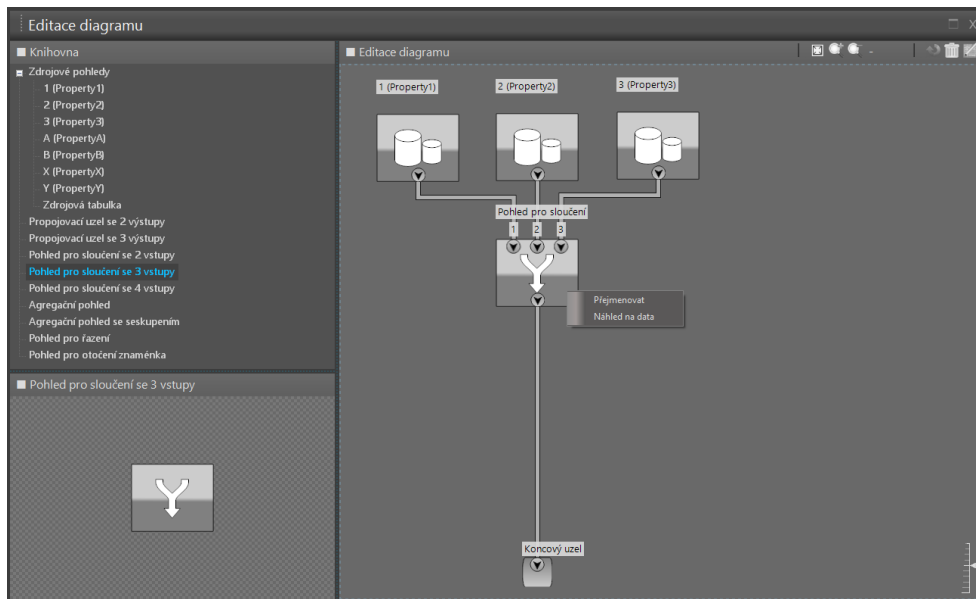 Editace diagramu
X
Knihovna
Zdrojové pohledy
1 (Property1)
2 (Property2)
3 (Property3)
A (PropertyA)
B (PropertyB)
X (PropertyX)
Y (PropertyY)
Zdrojová tabulka
Propojovací uzel se 2 výstupy
Propojovací uzel se 3 výstupy
Pohled pro sloučení se 2 vstupy
Pohled pro sloučení se 3 vstupy
Pohled pro sloučení se 4 vstupy
Agregační pohled
Agregační pohled se seskupením
Pohled pro řazení
Pohled pro otočení znaménka
Pohled pro sloučení se 3 vstupy
Editace diagramu
1 (Property1)
2 (Property2)
3 (Property3)
Pohled pro sloučení
1
2
3
Přejmenovat
Náhled na data
Koncový uzel